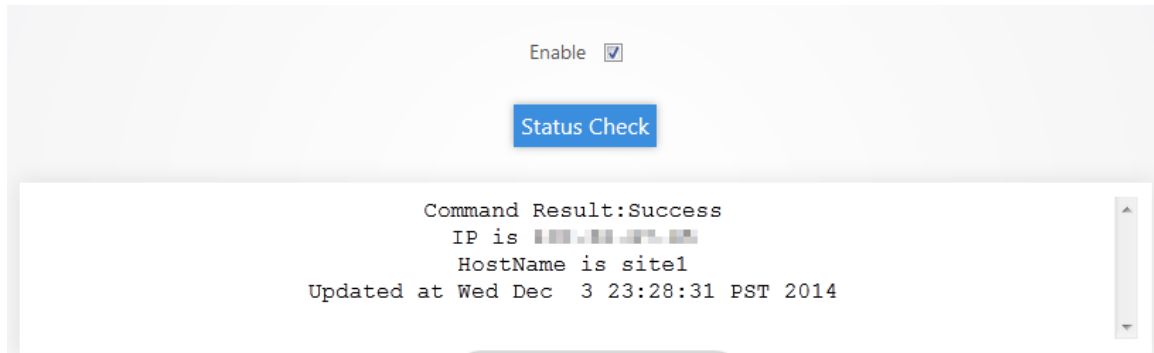 Enable
Status Check
Command Result:Success
IP is
HostName is site1
Updated at Wed Dec  3 23:28:31 PST 2014